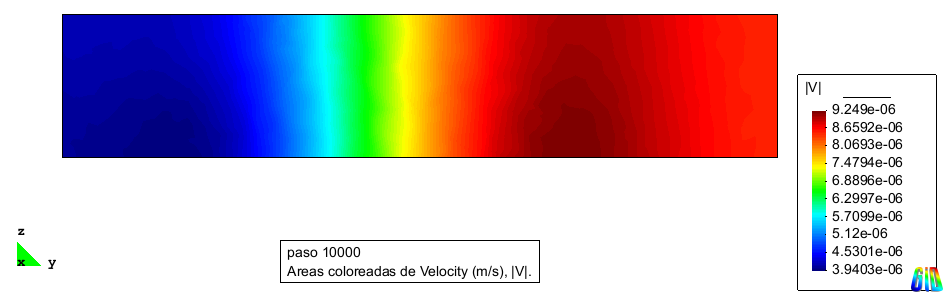 |V|
9.249e-06
8.6592e-06
8.0693e-06
7.4794e-06
6.8896e-06
6.2997e-06
5.7099e-06
5.12e-06
4.5301e-06
3.9403e-06
GiD
z
x y
paso 10000
Areas coloreadas de Velocity (m/s), |V|.